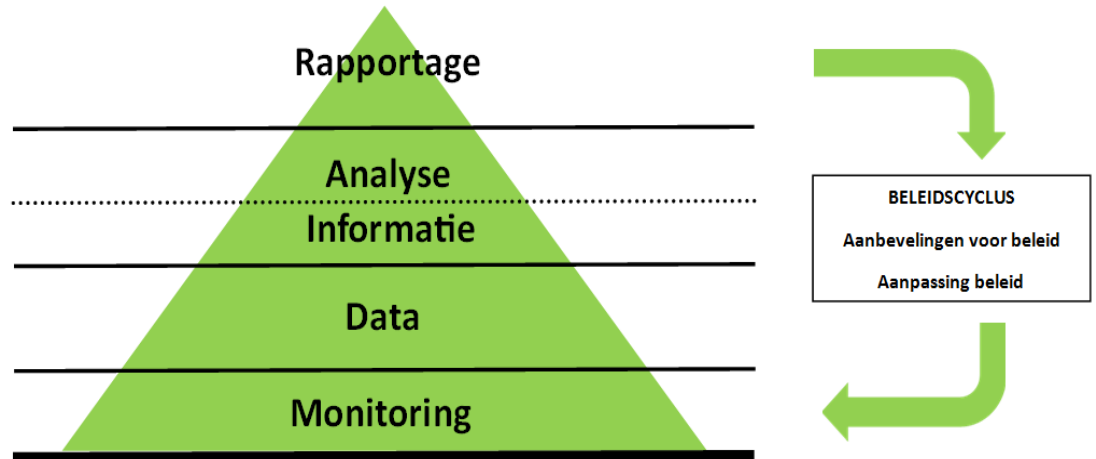 Rapportage
Analyse
Informatie
Data
Monitoring
BELEIDSCYCLUS
Aanbevelingen voor beleid
Aanpassing beleid